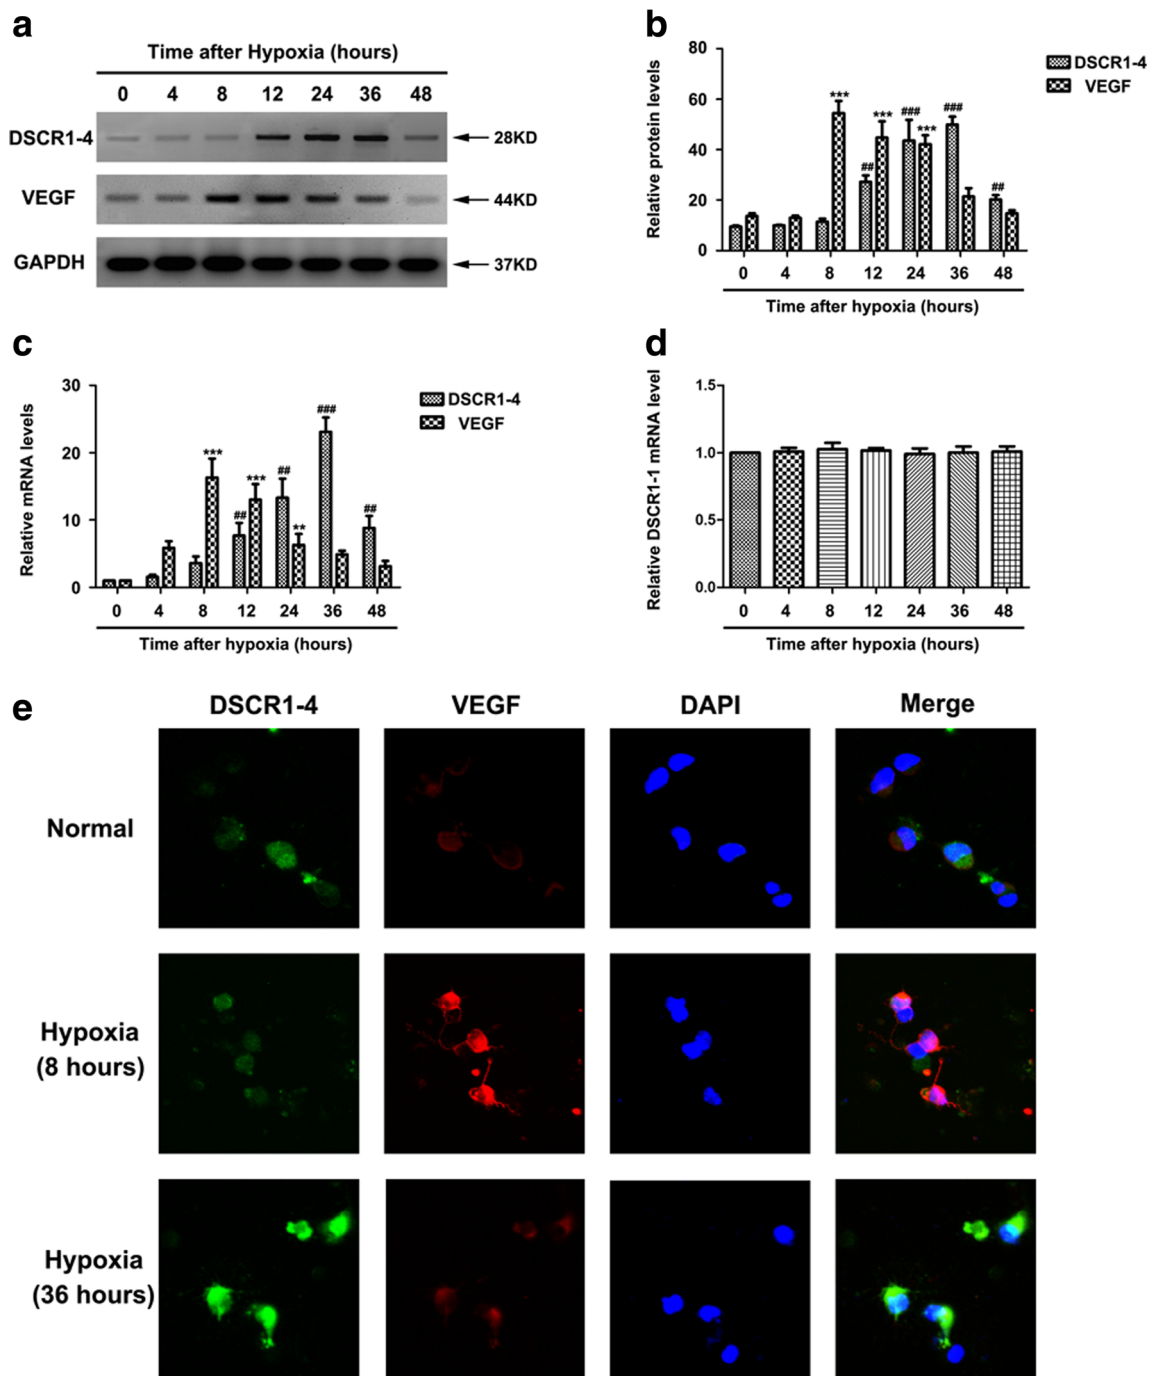 a
Time after Hypoxia (hours)
0 4 8 12 24 36 48
DSCR1-4
28KD
VEGF
44KD
GAPDH
37KD
b
Relative protein levels
80
60
40
20
0
DSCR1-4
VEGF
***
## ***
### ***
###
##
0 4 8 12 24 36 48
Time after hypoxia (hours)
c
Relative mRNA levels
30
20
10
0
DSCR1-4
VEGF
***
## ***
## **
###
##
0 4 8 12 24 36 48
Time after hypoxia (hours)
d
Relative DSCR1-1 mRNA level
1.5
1.0
0.5
0.0
0 4 8 12 24 36 48
Time after hypoxia (hours)
e
DSCR1-4 VEGF DAPI Merge
Normal
Hypoxia
(8 hours)
Hypoxia
(36 hours)